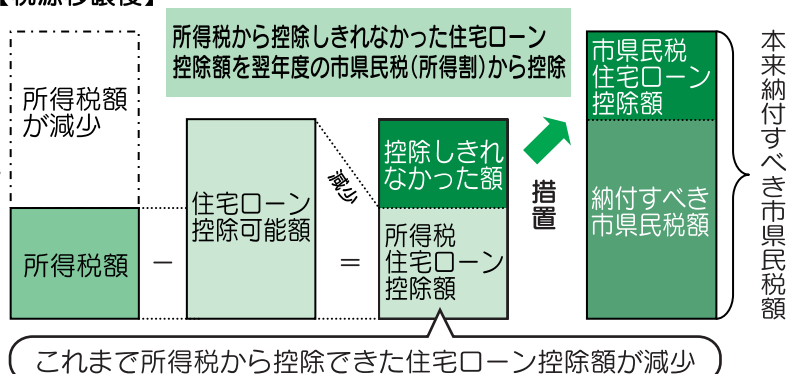 所得税から控除しきれなかった住宅ローン
控除額を翌年度の市県民税(所得割)から控除
所得税額
が減少
所得税額
−
住宅ローン
控除可能額
減少
=
控除しきれ
なかった額
所得税
住宅ローン
控除額
措置
市県民税
住宅ローン
控除額
納付すべき
市県民税額
本来納付すべき市県民税額
これまで所得税から控除できた住宅ローン控除額が減少